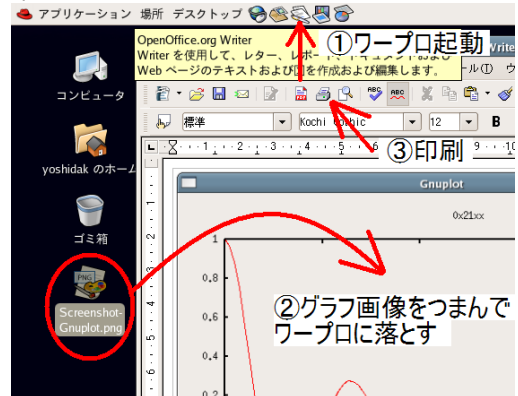 アプリケーション 場所 デスクトップ
OpenOffice.org Writer
Writer を使用して、レター、レポート、ドキュメントおよび
Web ページのテキストおよび図を作成および編集します。
①ワープロ起動
コンピュータ
標準
Kochi Gothic
12
B
③印刷
yoshidak のホーム
Gnuplot
0x21xx
ゴミ箱
1
0.8
0.6
0.4
0.2
PNG
Screenshot-
Gnuplot.png
②グラフ画像をつまんで
ワープロに落とす